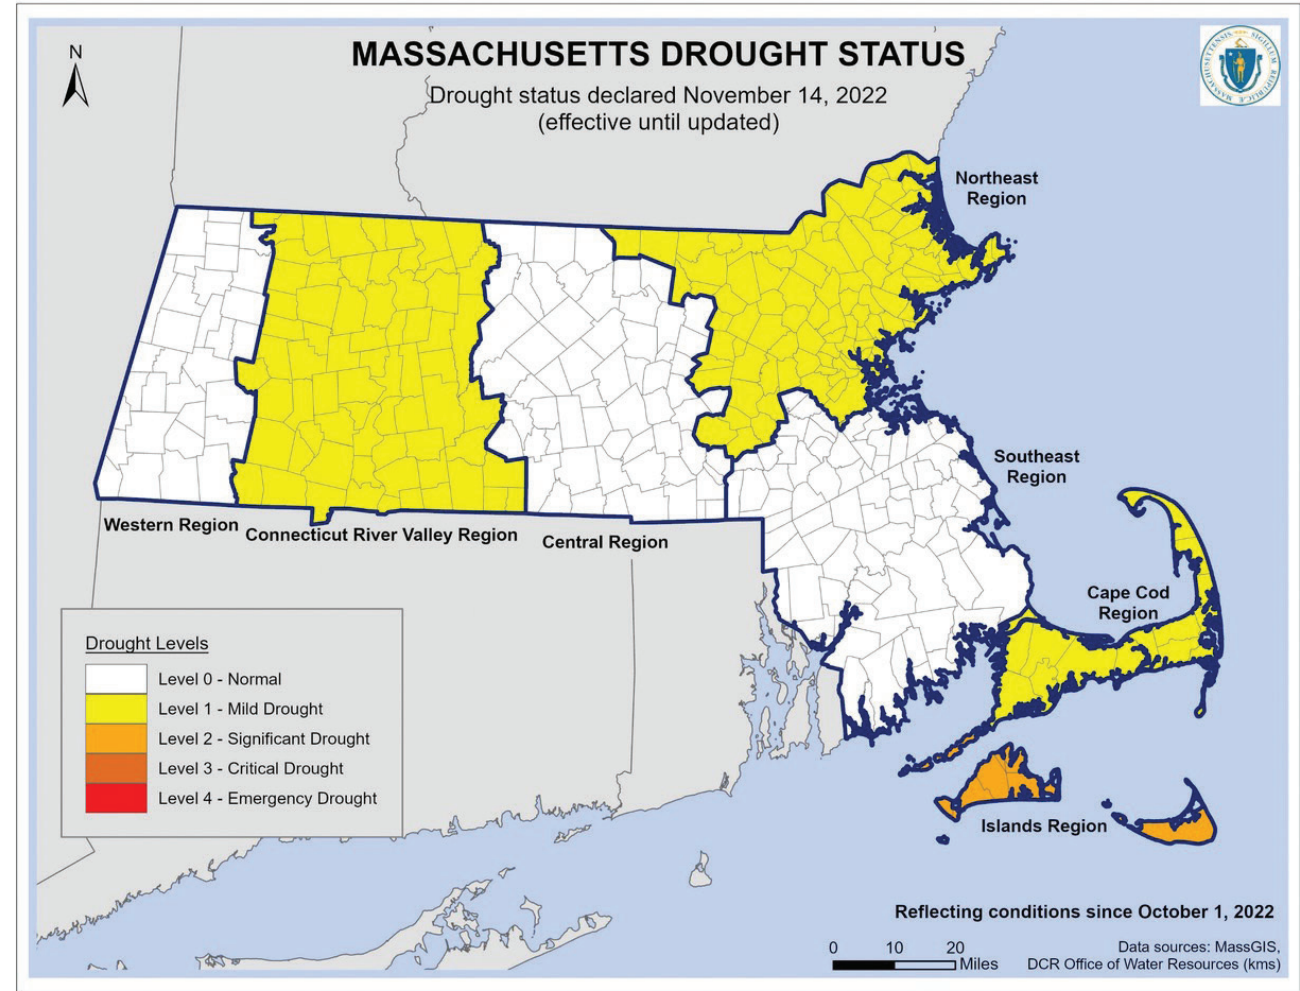 MASSACHUSETTS DROUGHT STATUS
Drought status declared November 14, 2022
(effective until updated)
N
Northeast
Region
Southeast
Region
Cape Cod
Region
Western Region
Connecticut River Valley Region
Central Region
Islands Region
Drought Levels
Level 0 - Normal
Level 1 - Mild Drought
Level 2 - Significant Drought
Level 3 - Critical Drought
Level 4 - Emergency Drought
Reflecting conditions since October 1, 2022
0 10 20
Miles
Data sources: MassGIS,
DCR Office of Water Resources (kms)